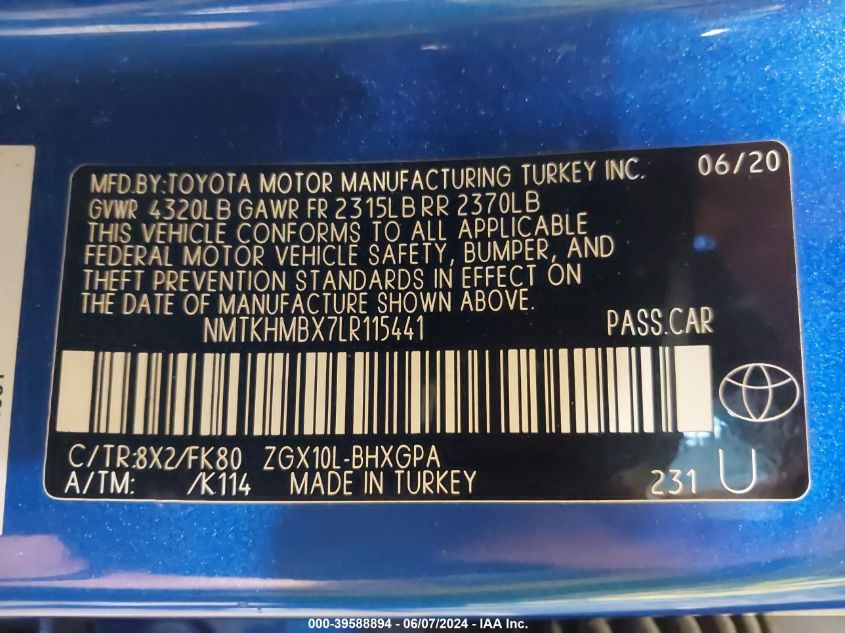 MFD.BY:TOYOTA MOTOR MANUFACTURING TURKEY INC. 06/20
GVWR 4320LB GAWR FR 2315LB RR 2370LB
THIS VEHICLE CONFORMS TO ALL APPLICABLE
FEDERAL MOTOR VEHICLE SAFETY, BUMPER, AND
THEFT PREVENTION STANDARDS IN EFFECT ON
THE DATE OF MANUFACTURE SHOWN ABOVE.
NMTKHMBX7LR115441 PASS.CAR
C/TR:8X2/FK80 ZGX10L-BHXGPA
A/TM: /K114 MADE IN TURKEY 231 U
000-39588894 - 06/07/2024 - IAA Inc.